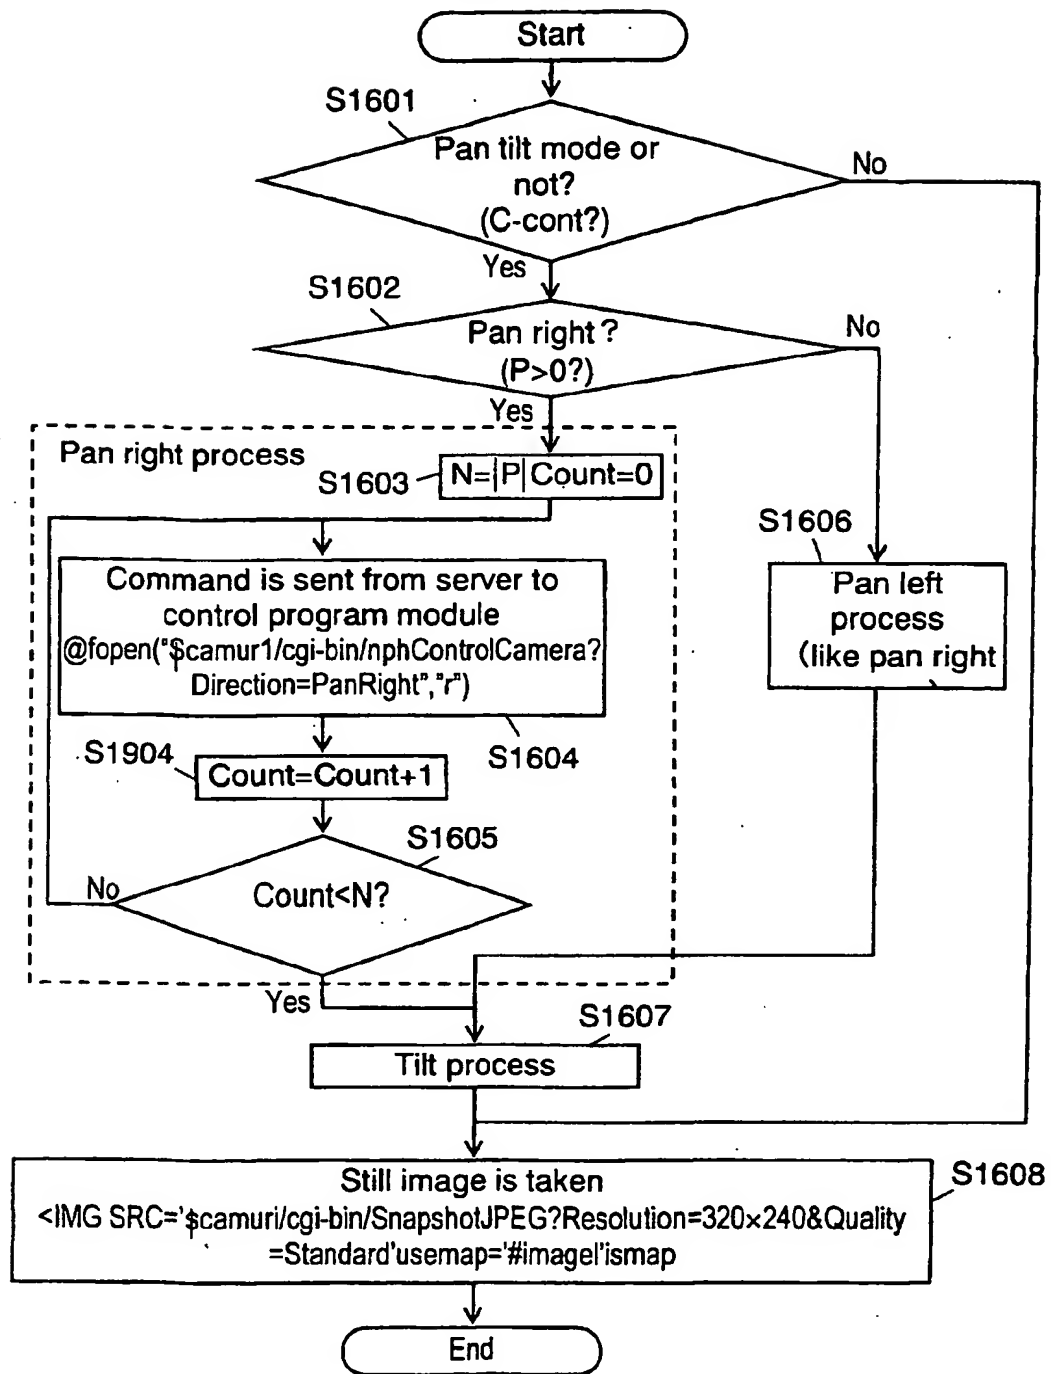 Start
S1601
Pan tilt mode or
not?
(C-cont?)
No
Yes
S1602
Pan right?
(P>0?)
No
Yes
Pan right process
S1603
N=|P| Count=0
S1606
Command is sent from server to
control program module
@fopen("$camur1/cgi-bin/nphControlCamera?
Direction=PanRight","r")
Pan left
process
(like pan right
S1604
S1904
Count=Count+1
S1605
Count<N?
No
Yes
S1607
Tilt process
S1608
Still image is taken
<IMG SRC='$camuri/cgi-bin/SnapshotJPEG?Resolution=320×240&Quality
=Standard'usemap='#imagel'ismap
End